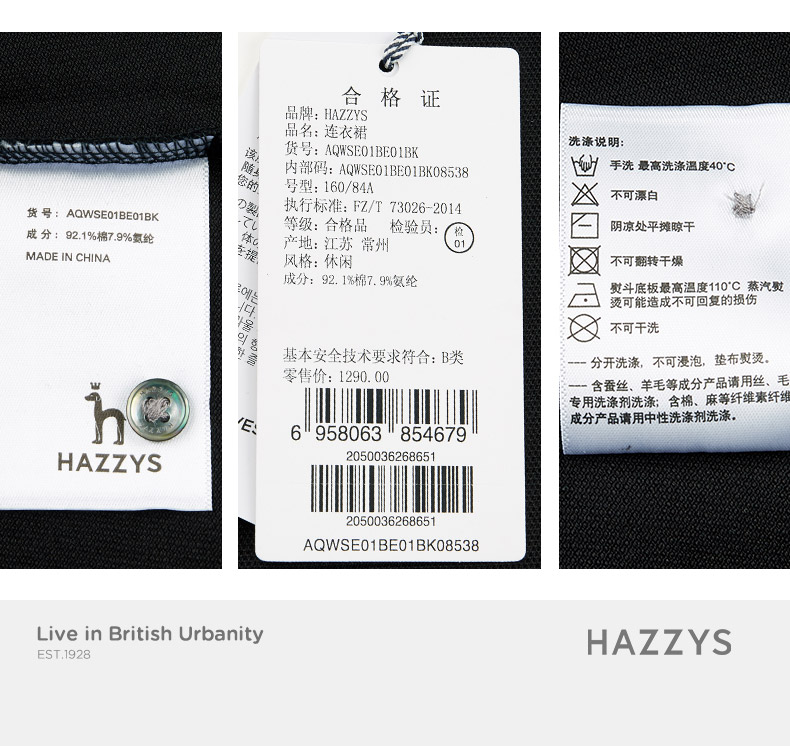 货 号： AQWSE01BE01BK
成 分： 92.1%棉7.9%氨纶
MADE IN CHINA
HAZZYS
合 格 证
品牌: HAZZYS
品名: 连衣裙
货号: AQWSE01BE01BK
内部码: AQWSE01BE01BK08538
号型: 160/84A
执行标准: FZ/T 73026-2014
等级: 合格品 检验员: 检 01
产地: 江苏 常州
风格: 休闲
成分: 92.1%棉7.9%氨纶
基本安全技术要求符合: B类
零售价: 1290.00
6 958063 854679
2050036268651
2050036268651
AQWSE01BE01BK08538
洗涤说明:
手洗 最高洗涤温度40°C
不可漂白
阴凉处平摊晾干
不可翻转干燥
熨斗底板最高温度110°C 蒸汽熨
烫可能造成不可回复的损伤
不可干洗
--- 分开洗涤，不可浸泡，垫布熨烫。
--- 含蚕丝、羊毛等成分产品请用丝、毛
专用洗涤剂洗涤; 含棉、麻等纤维素纤维
成分产品请用中性洗涤剂洗涤.
Live in British Urbanity
EST.1928
HAZZYS